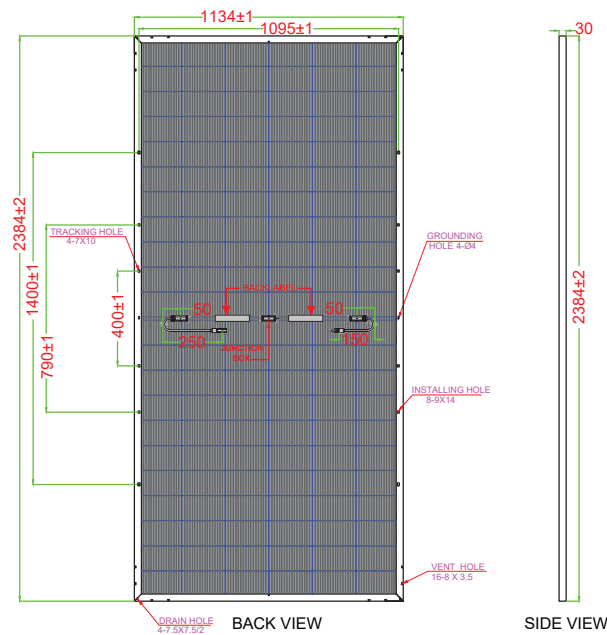 1134±1
1095±1
30
2384±2
1400±1
790±1
400±1
TRACKING HOLE
4-7X10
GROUNDING
HOLE 4-Ø4
BACKLABEL
50
50
250
150
JUNCTION
BOX
2384±2
INSTALLING HOLE
8-9X14
VENT HOLE
16-8 X 3.5
DRAIN HOLE
4-7.5X7.5/2
BACK VIEW
SIDE VIEW